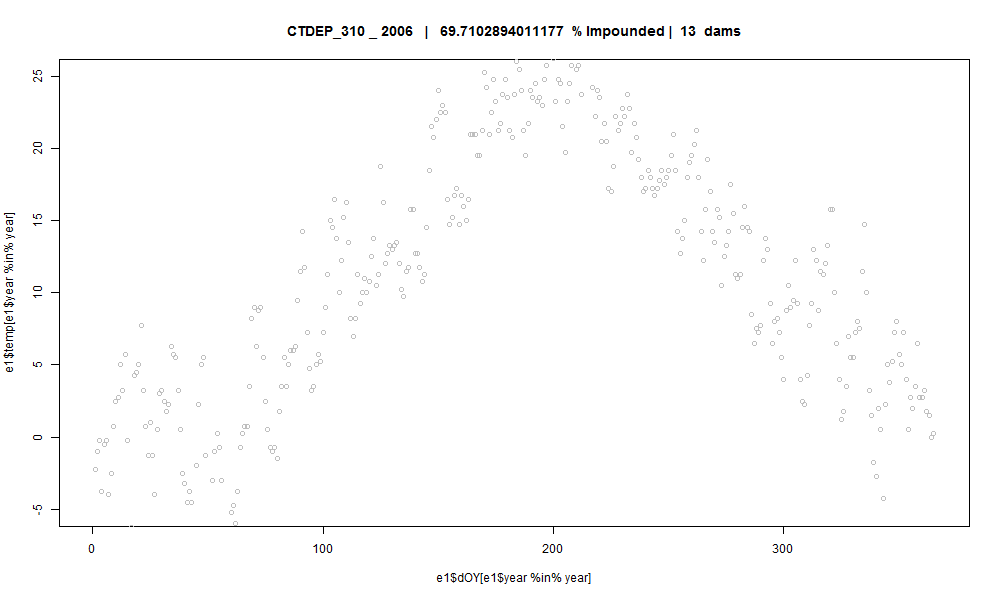 CTDEP_310 _ 2006 | 69.7102894011177 % Impounded | 13 dams
e1$temp[e1$year %in% year]
25
20
15
10
5
0
-5
0 100 200 300
e1$dOY[e1$year %in% year]